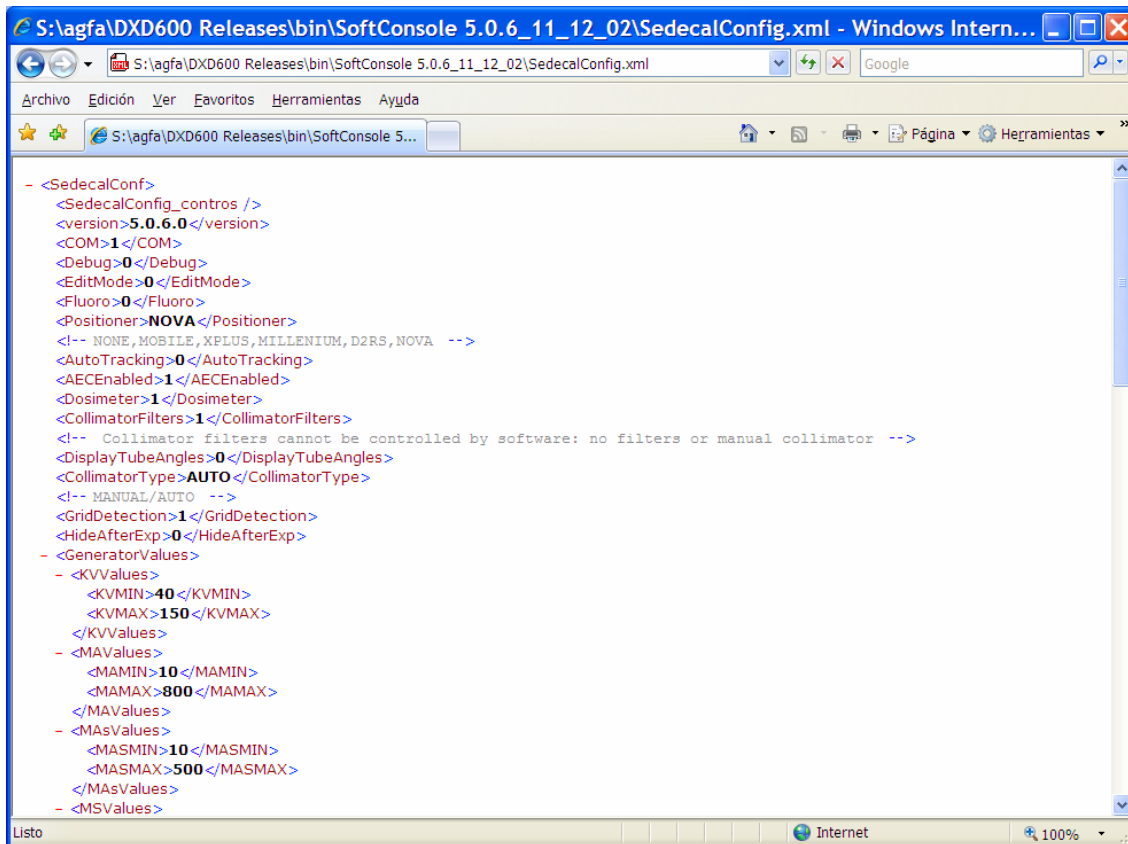 S:\agfa\DXD600 Releases\bin\SoftConsole 5.0.6_11_12_02\SedecalConfig.xml - Windows Intern...
S:\agfa\DXD600 Releases\bin\SoftConsole 5.0.6_11_12_02\SedecalConfig.xml Google
Archivo Edición Ver Favoritos Herramientas Ayuda
S:\agfa\DXD600 Releases\bin\SoftConsole 5... Página Herramientas »
- <SedecalConf>
<SedecalConfig_contros />
<version>5.0.6.0</version>
<COM>1</COM>
<Debug>0</Debug>
<EditMode>0</EditMode>
<Fluoro>0</Fluoro>
<Positioner>NOVA</Positioner>
<!-- NONE,MOBILE,XPLUS,MILLENIUM,D2RS,NOVA -->
<AutoTracking>0</AutoTracking>
<AECEnabled>1</AECEnabled>
<Dosimeter>1</Dosimeter>
<CollimatorFilters>1</CollimatorFilters>
<!-- Collimator filters cannot be controlled by software: no filters or manual collimator -->
<DisplayTubeAngles>0</DisplayTubeAngles>
<CollimatorType>AUTO</CollimatorType>
<!-- MANUAL/AUTO -->
<GridDetection>1</GridDetection>
<HideAfterExp>0</HideAfterExp>
- <GeneratorValues>
- <KVValues>
<KVMIN>40</KVMIN>
<KVMAX>150</KVMAX>
</KVValues>
- <MAValues>
<MAMIN>10</MAMIN>
<MAMAX>800</MAMAX>
</MAValues>
- <MAsValues>
<MASMIN>10</MASMIN>
<MASMAX>500</MASMAX>
</MAsValues>
- <MSValues>
Listo Internet 100%